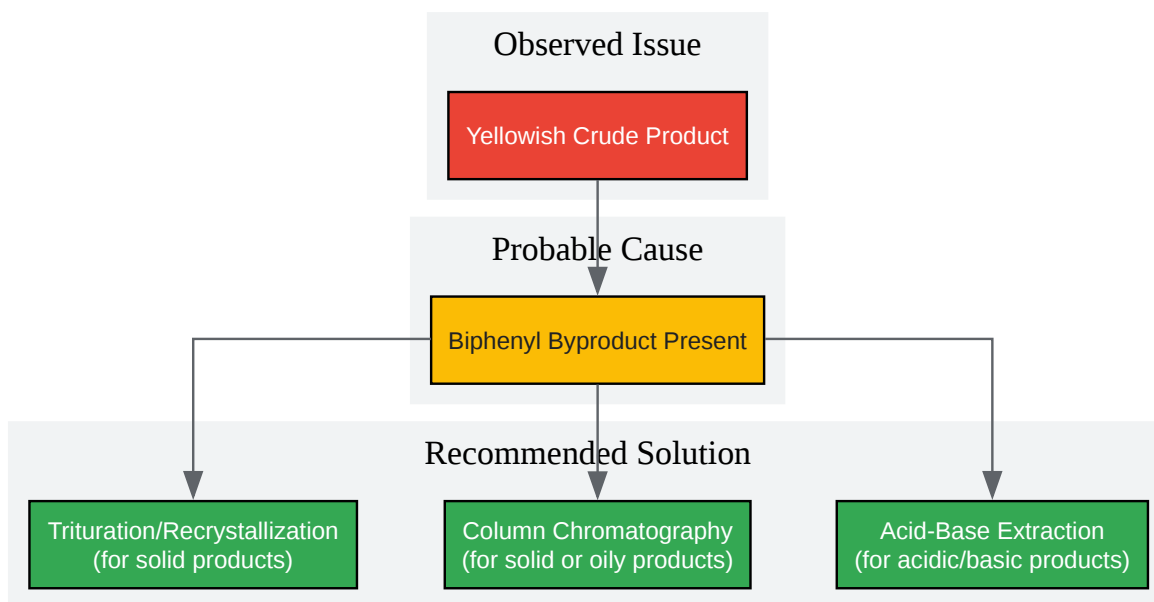 Observed Issue
Yellowish Crude Product
Probable Cause
Biphenyl Byproduct Present
Recommended Solution
Trituration/Recrystallization
(for solid products)
Column Chromatography
(for solid or oily products)
Acid-Base Extraction
(for acidic/basic products)